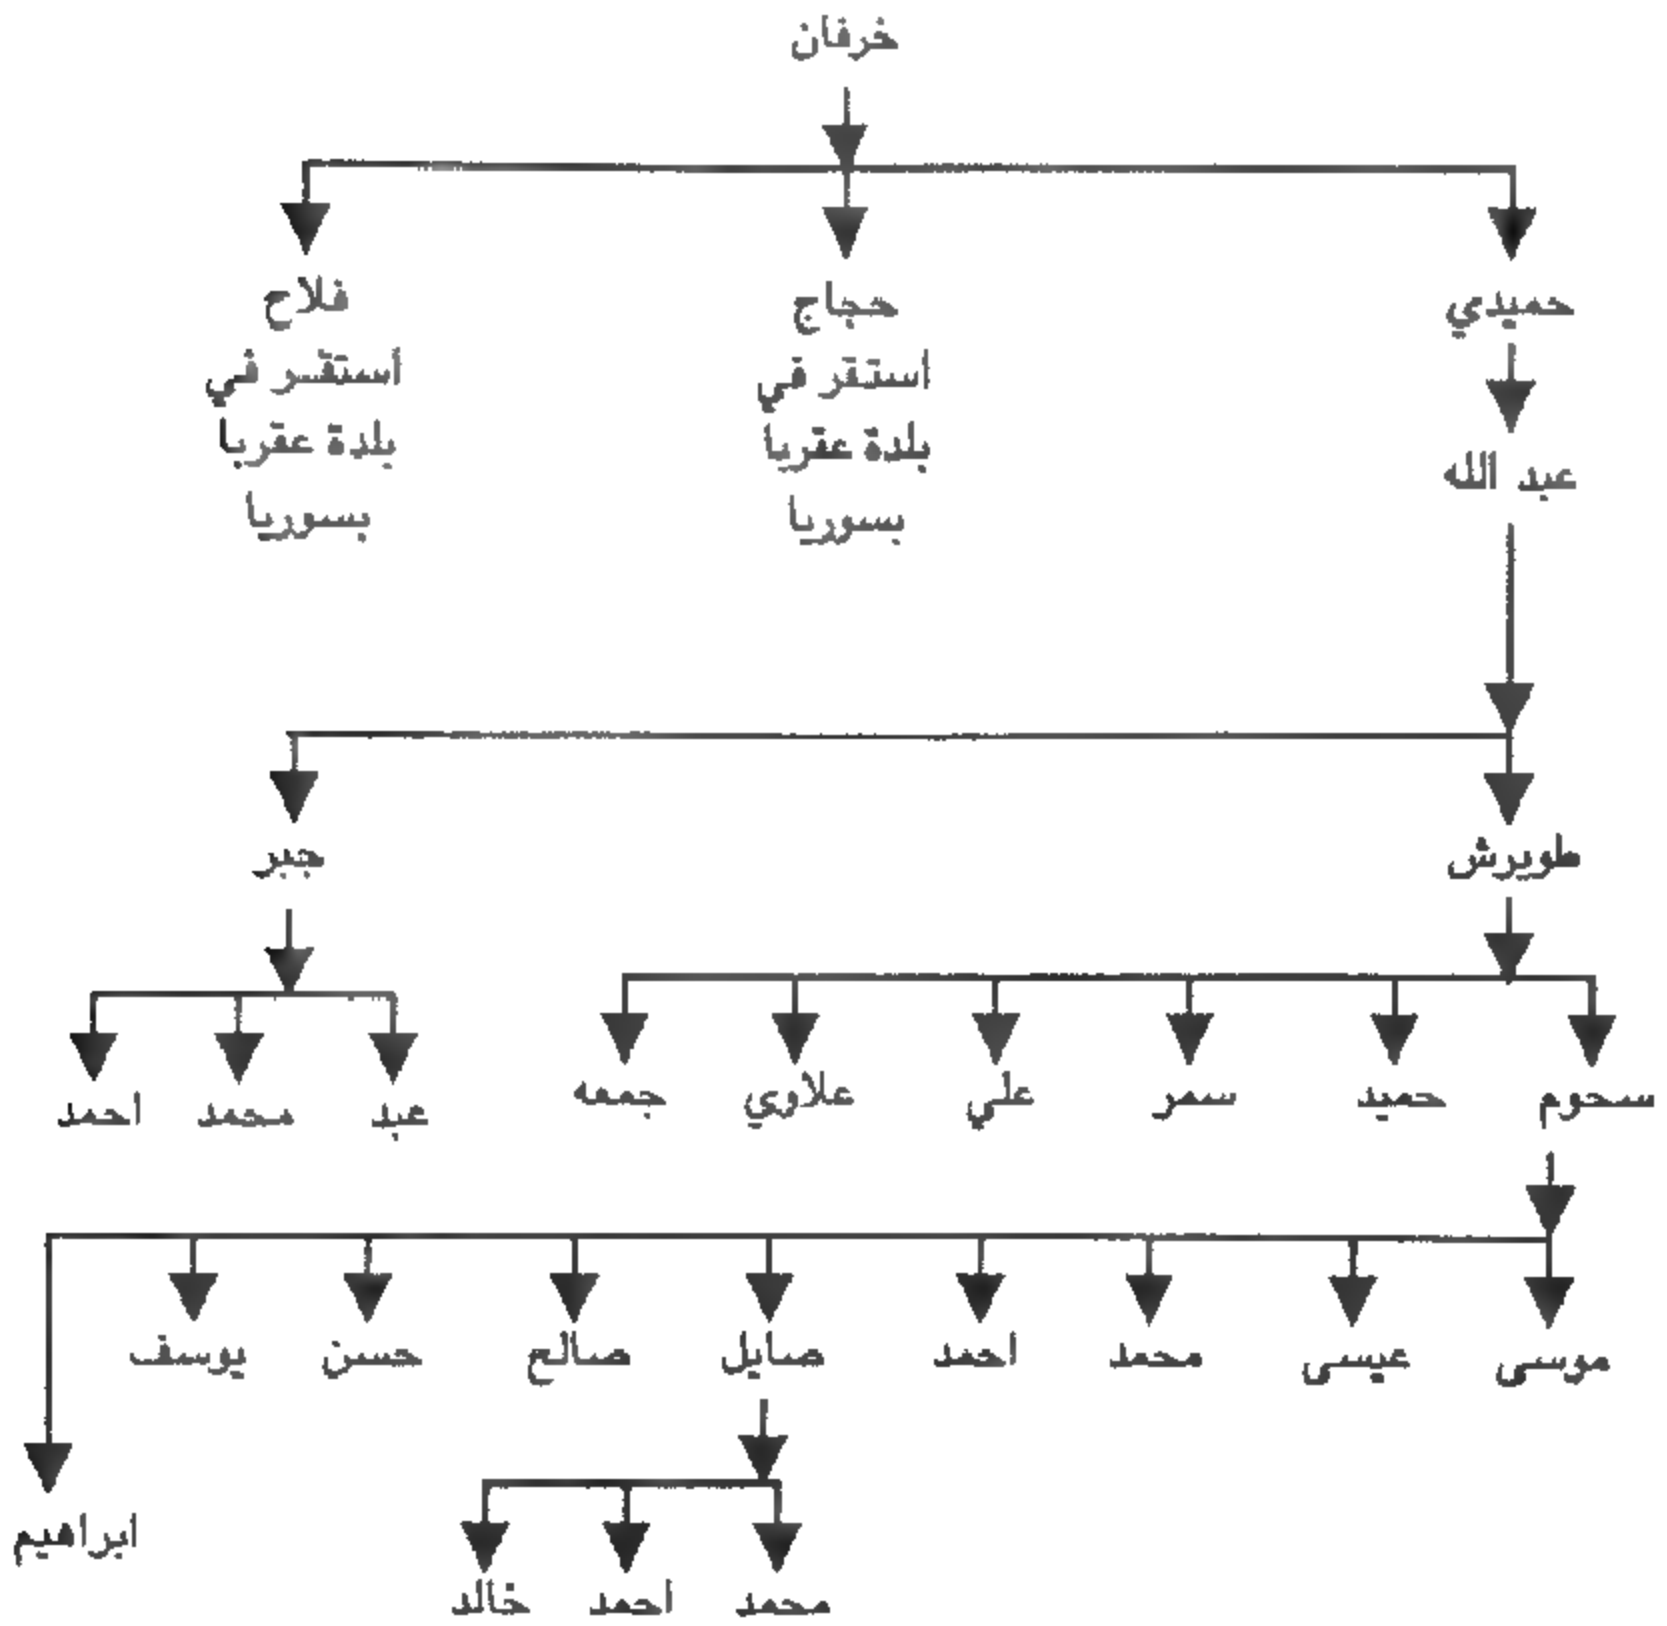 خرفان
حميدي
حجاج
استقر في
بلدة عقربا
بسوريا
فلاح
أستقر في
بلدة عقربا
بسوريا
عبد الله
طويرش
جبر
سحوم
حميد
سمر
علي
علاوي
جمعه
عبد
محمد
احمد
موسى
عيسى
محمد
احمد
صايل
صالح
حسن
يوسف
ابراهيم
محمد
احمد
خالد